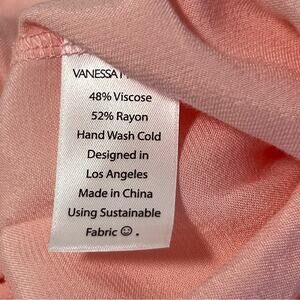 VANESSA
48% Viscose
52% Rayon
Hand Wash Cold
Designed in
Los Angeles
Made in China
Using Sustainable
Fabric ☺ .